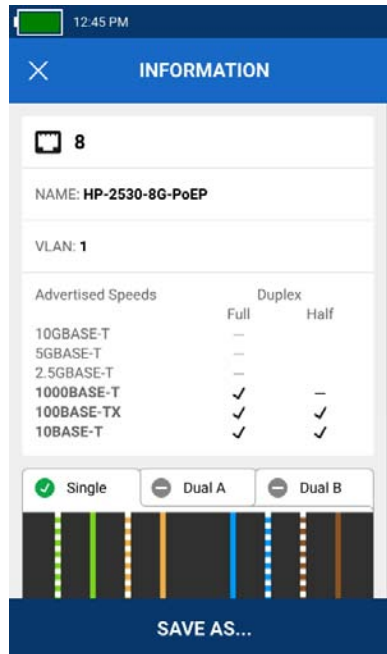 12:45 PM
INFORMATION
8
NAME: HP-2530-8G-PoEP
VLAN: 1
Advertised Speeds Duplex
Full Half
10GBASE-T —
5GBASE-T —
2.5GBASE-T —
1000BASE-T ✓ —
100BASE-TX ✓ ✓
10BASE-T ✓ ✓
Single Dual A Dual B
SAVE AS...